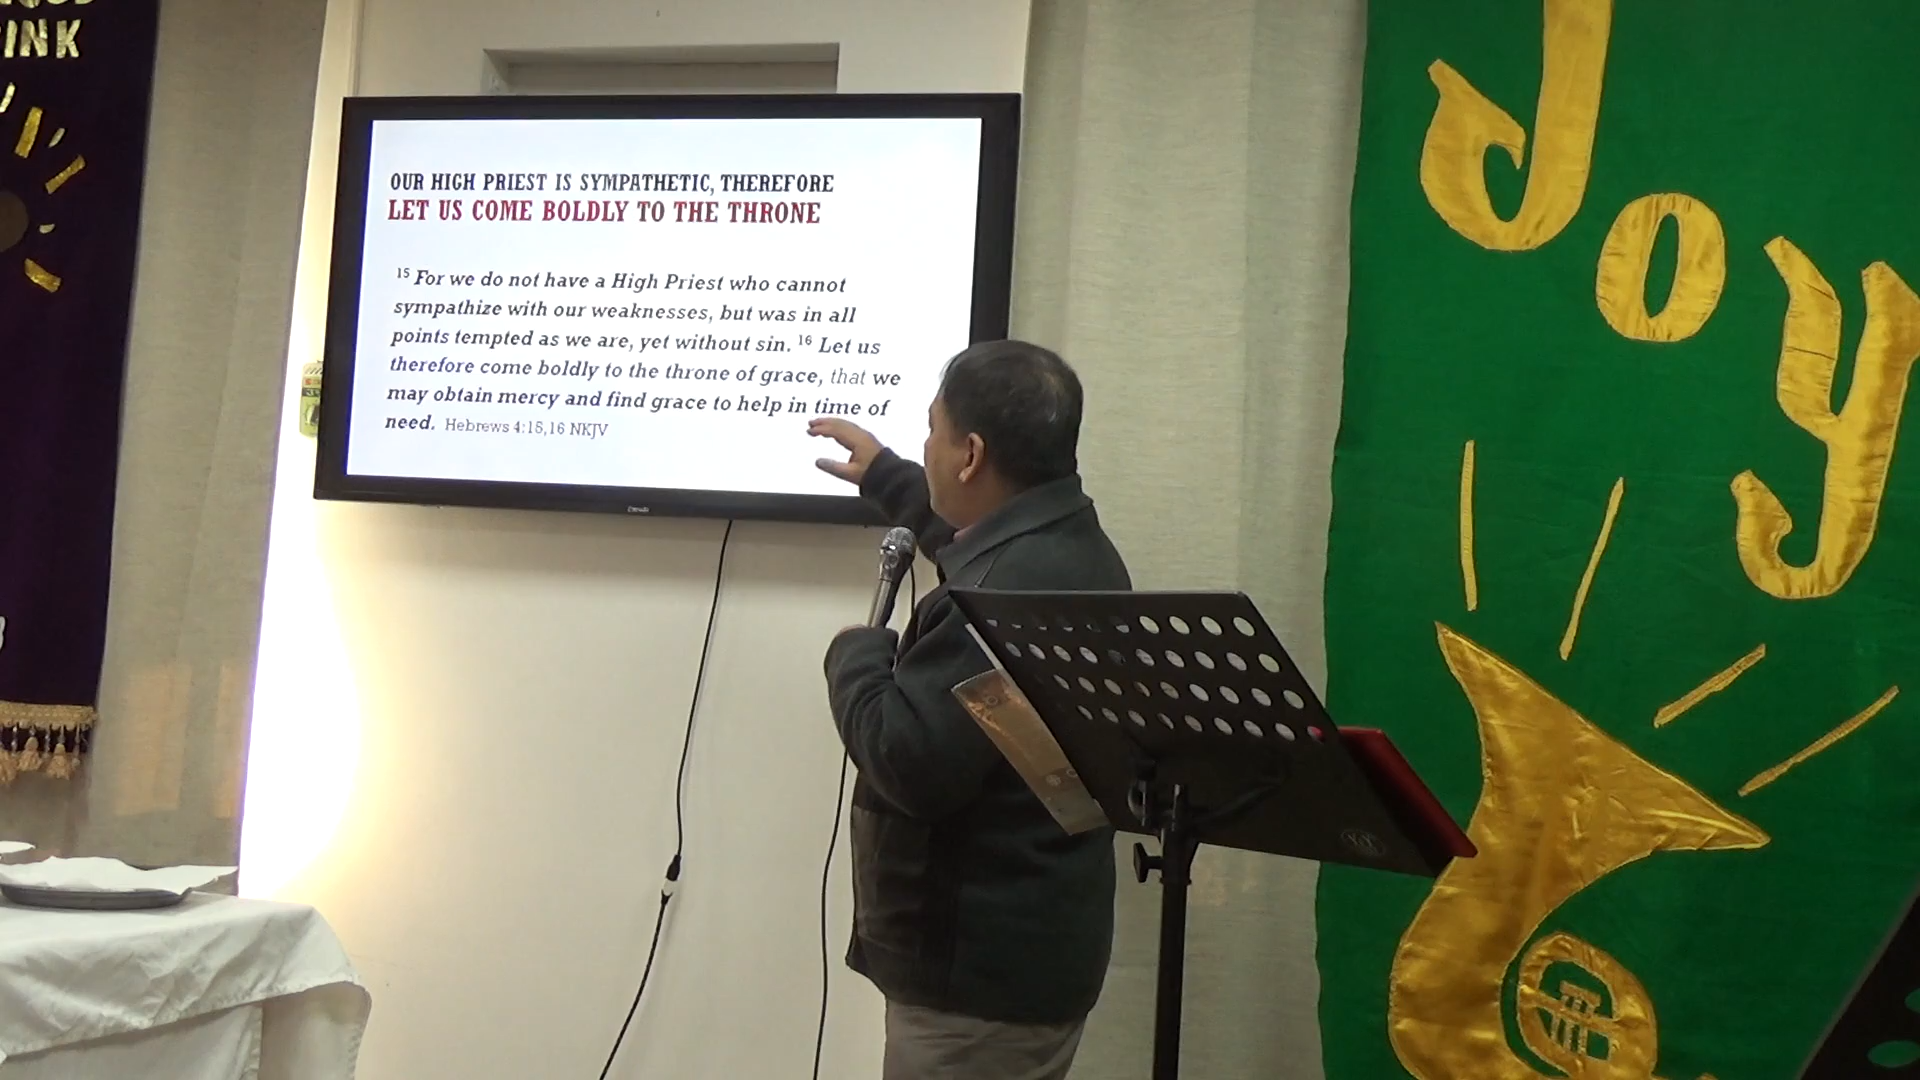 INK
OUR HIGH PRIEST IS SYMPATHETIC, THEREFORE
LET US COME BOLDLY TO THE THRONE
15 For we do not have a High Priest who cannot
sympathize with our weaknesses, but was in all
points tempted as we are, yet without sin. 16 Let us
therefore come boldly to the throne of grace, that we
may obtain mercy and find grace to help in time of
need. Hebrews 4:15,16 NKJV
Joy